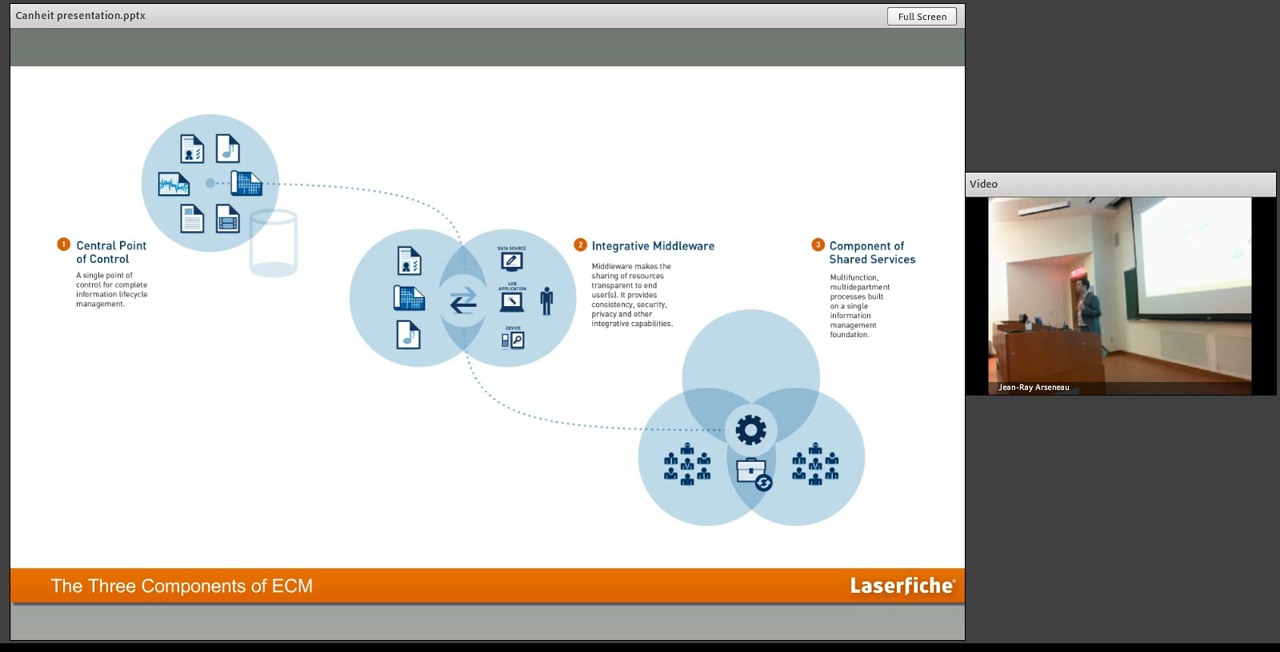 Canheit presentation.pptx
Full Screen
1 Central Point
of Control
A single point of
control for complete
information lifecycle
management.
DATA SOURCE
LOB
APPLICATION
DEVICE
2 Integrative Middleware
Middleware makes the
sharing of resources
transparent to end
user(s). It provides
consistency, security,
privacy and other
integrative capabilities.
3 Component of
Shared Services
Multifunction,
multidepartment
processes built
on a single
information
management
foundation.
The Three Components of ECM
Laserfiche®
Video
Jean-Ray Arseneau